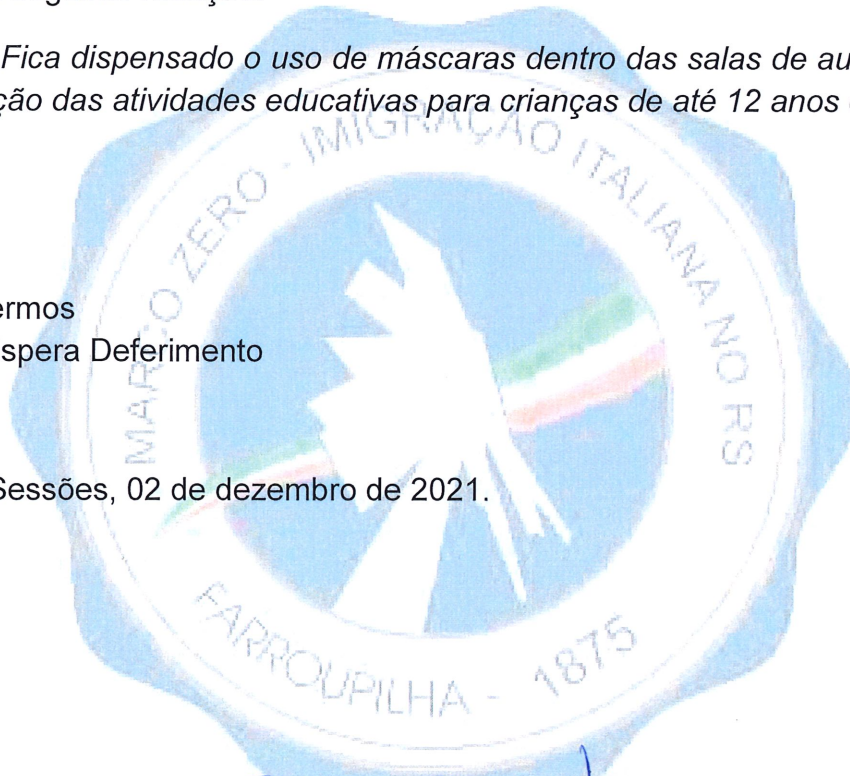 Fica dispensado o uso de máscaras dentro das salas de au
ção das atividades educativas para crianças de até 12 anos
ermos
spera Deferimento
Sessões, 02 de dezembro de 2021.
MARCO ZERO - IMIGRAÇÃO ITALIANA NO RS
FARROUPILHA - 1875